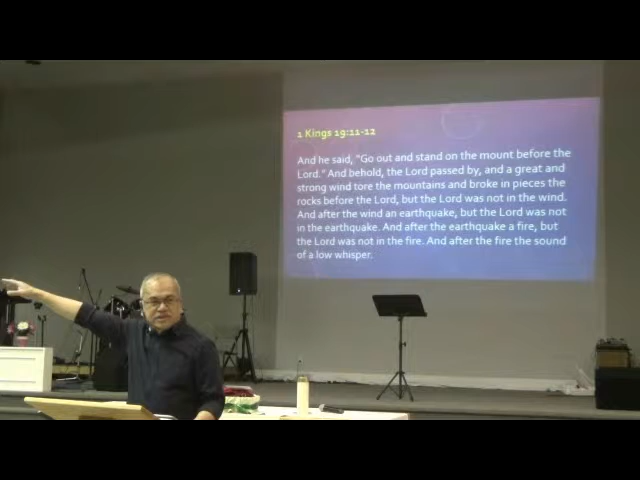 1 Kings 19:11-12
And he said, "Go out and stand on the mount before the
Lord." And behold, the Lord passed by, and a great and
strong wind tore the mountains and broke in pieces the
rocks before the Lord, but the Lord was not in the wind.
And after the wind an earthquake, but the Lord was not
in the earthquake. And after the earthquake a fire, but
the Lord was not in the fire. And after the fire the sound
of a low whisper.